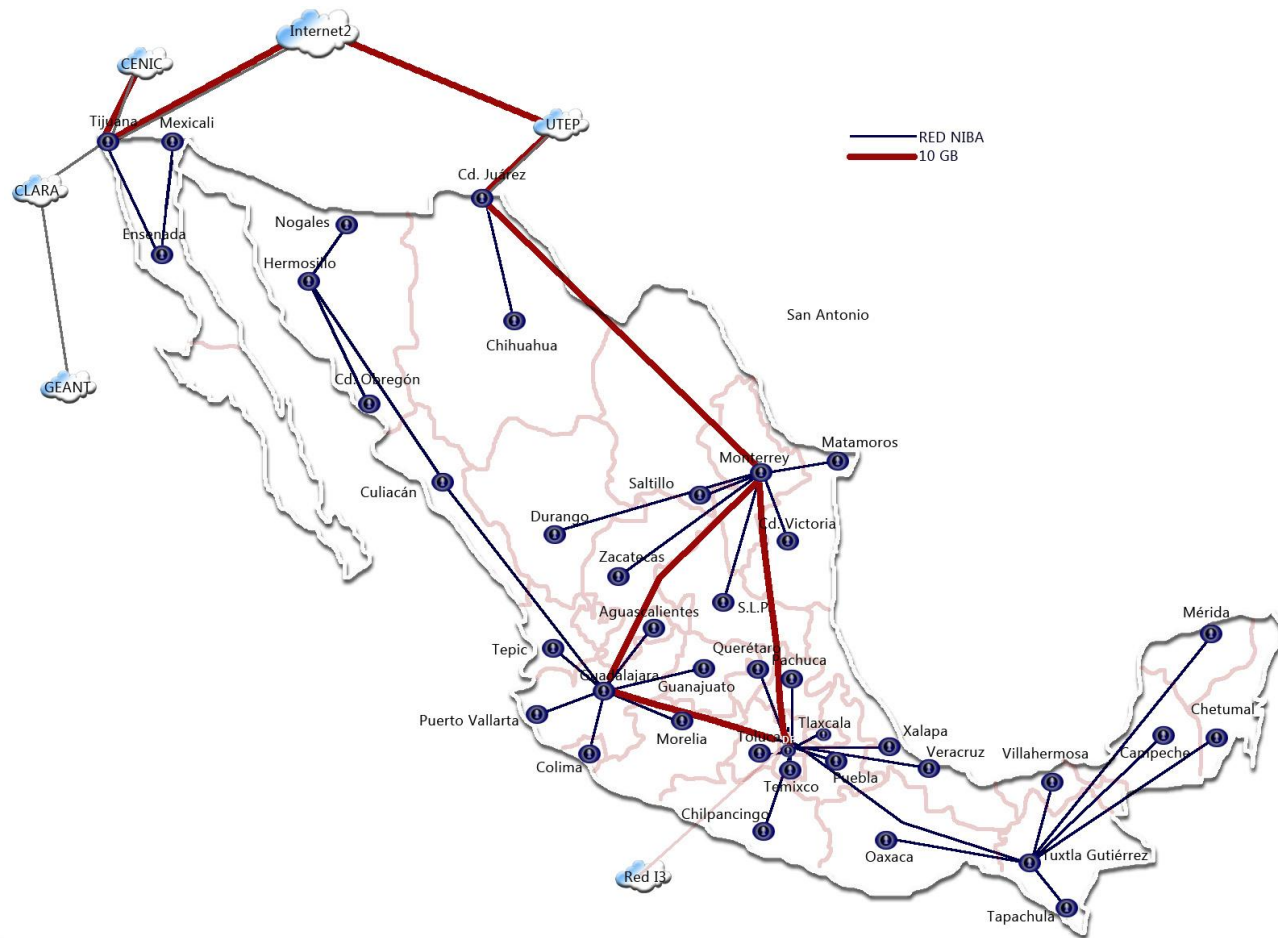 Internet2
CENIC
Tijuana
Mexicali
UTEP
RED NIBA
10 GB
CLARA
Cd. Juárez
Nogales
Ensenada
Hermosillo
San Antonio
Chihuahua
GEANT
Cd. Obregón
Matamoros
Monterrey
Saltillo
Culiacán
Durango
Cd. Victoria
Zacatecas
S.L.P.
Aguascalientes
Mérida
Tepic
Querétaro
Pachuca
Guadalajara
Guanajuato
Puerto Vallarta
Morelia
Tlaxcala
Chetumal
Toluca
DF
Xalapa
Colima
Veracruz
Villahermosa
Campeche
Puebla
Temixco
Chilpancingo
Oaxaca
Tuxtla Gutiérrez
Red I3
Tapachula